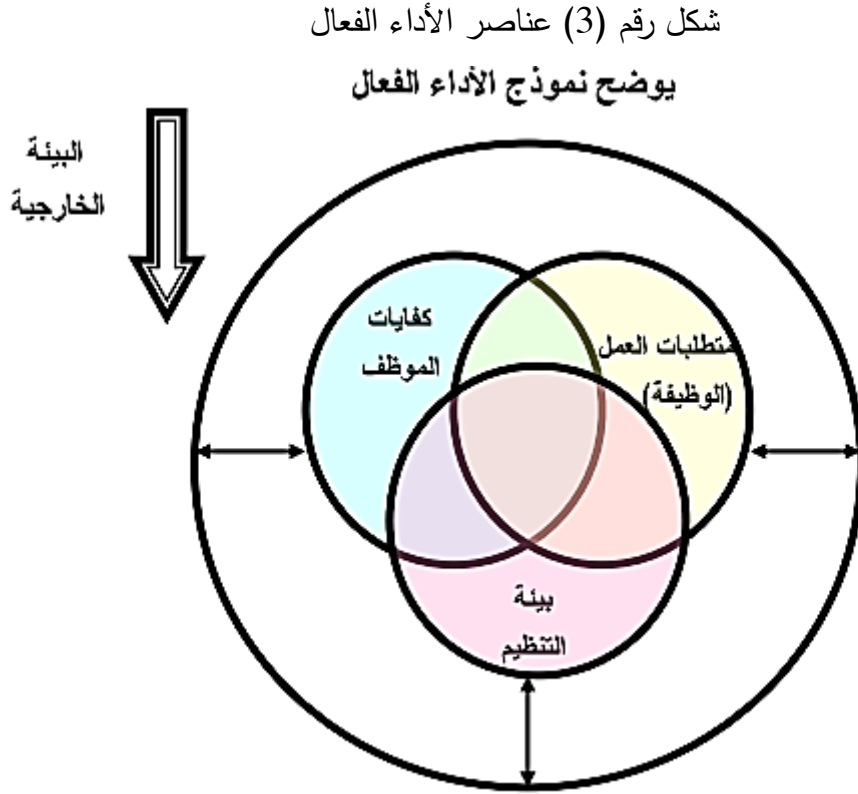 شكل رقم (3) عناصر الأداء الفعال
يوضح نموذج الأداء الفعال
البيئة
الخارجية
متطلبات العمل
(الوظيفة)
كفايات
الموظف
بيئة
التنظيم